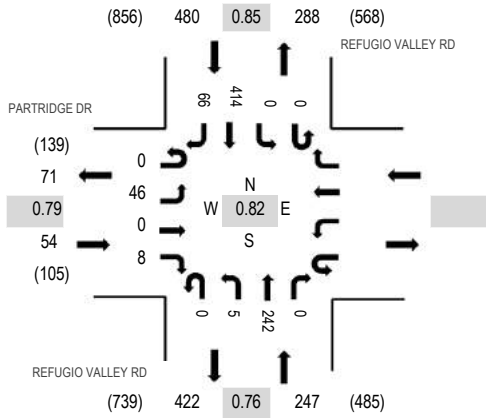 (856) 480 0.85 288 (568)
REFUGIO VALLEY RD
66 414 0 0
PARTRIDGE DR
(139)
71
0.79
54
(105)
0
46
0
8
N
W 0.82 E
S
0 5 242 0
REFUGIO VALLEY RD
(739) 422 0.76 247 (485)